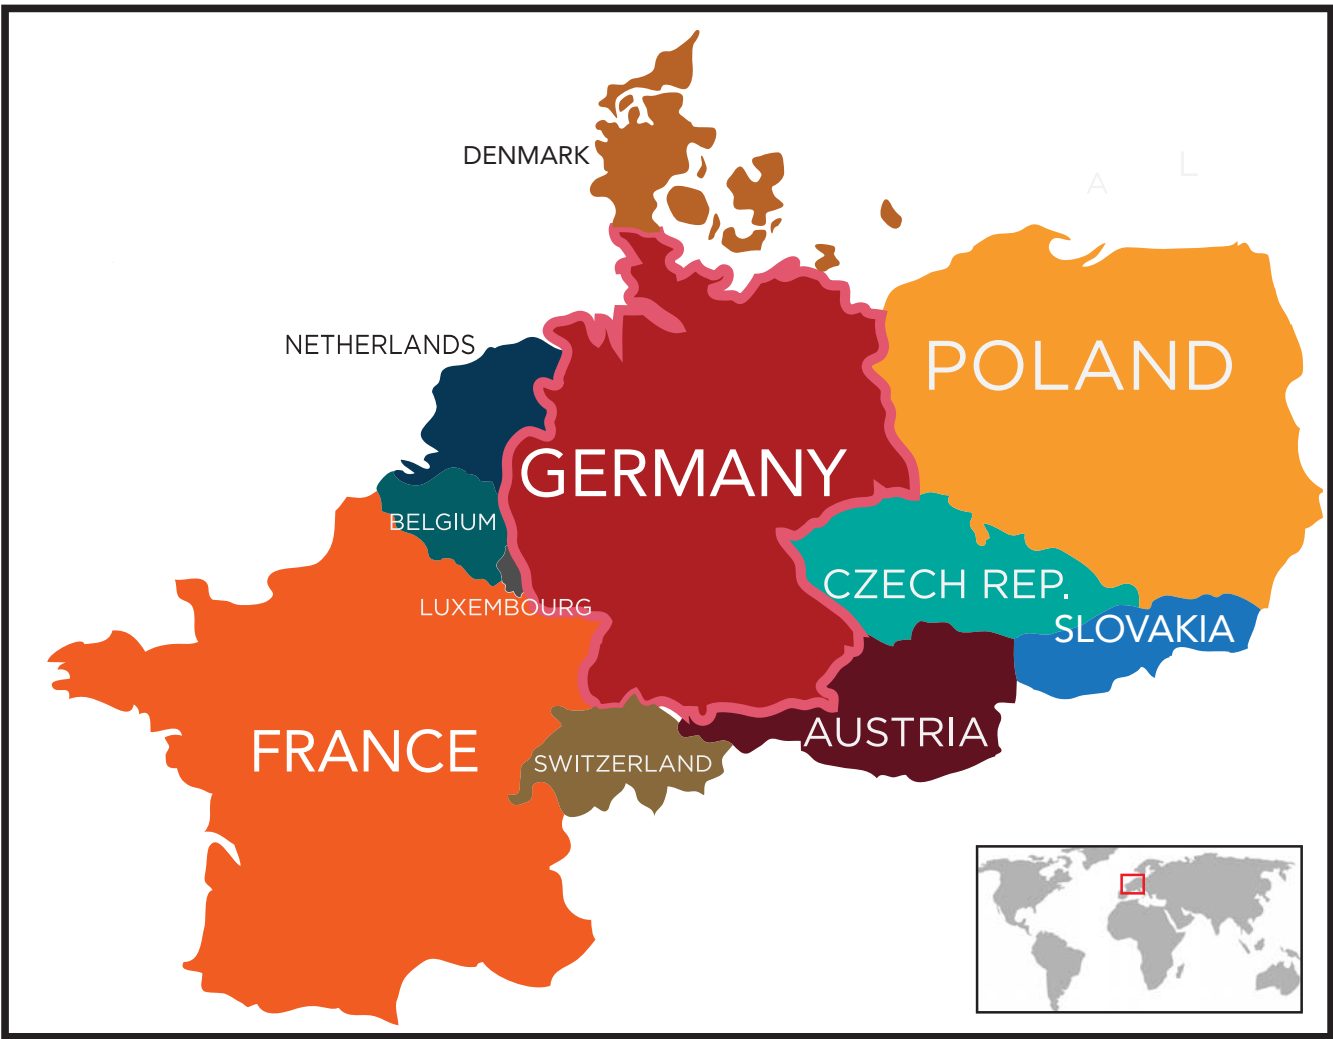 L
A
DENMARK
NETHERLANDS
POLAND
GERMANY
BELGIUM
CZECH REP.
LUXEMBOURG
SLOVAKIA
FRANCE
AUSTRIA
SWITZERLAND